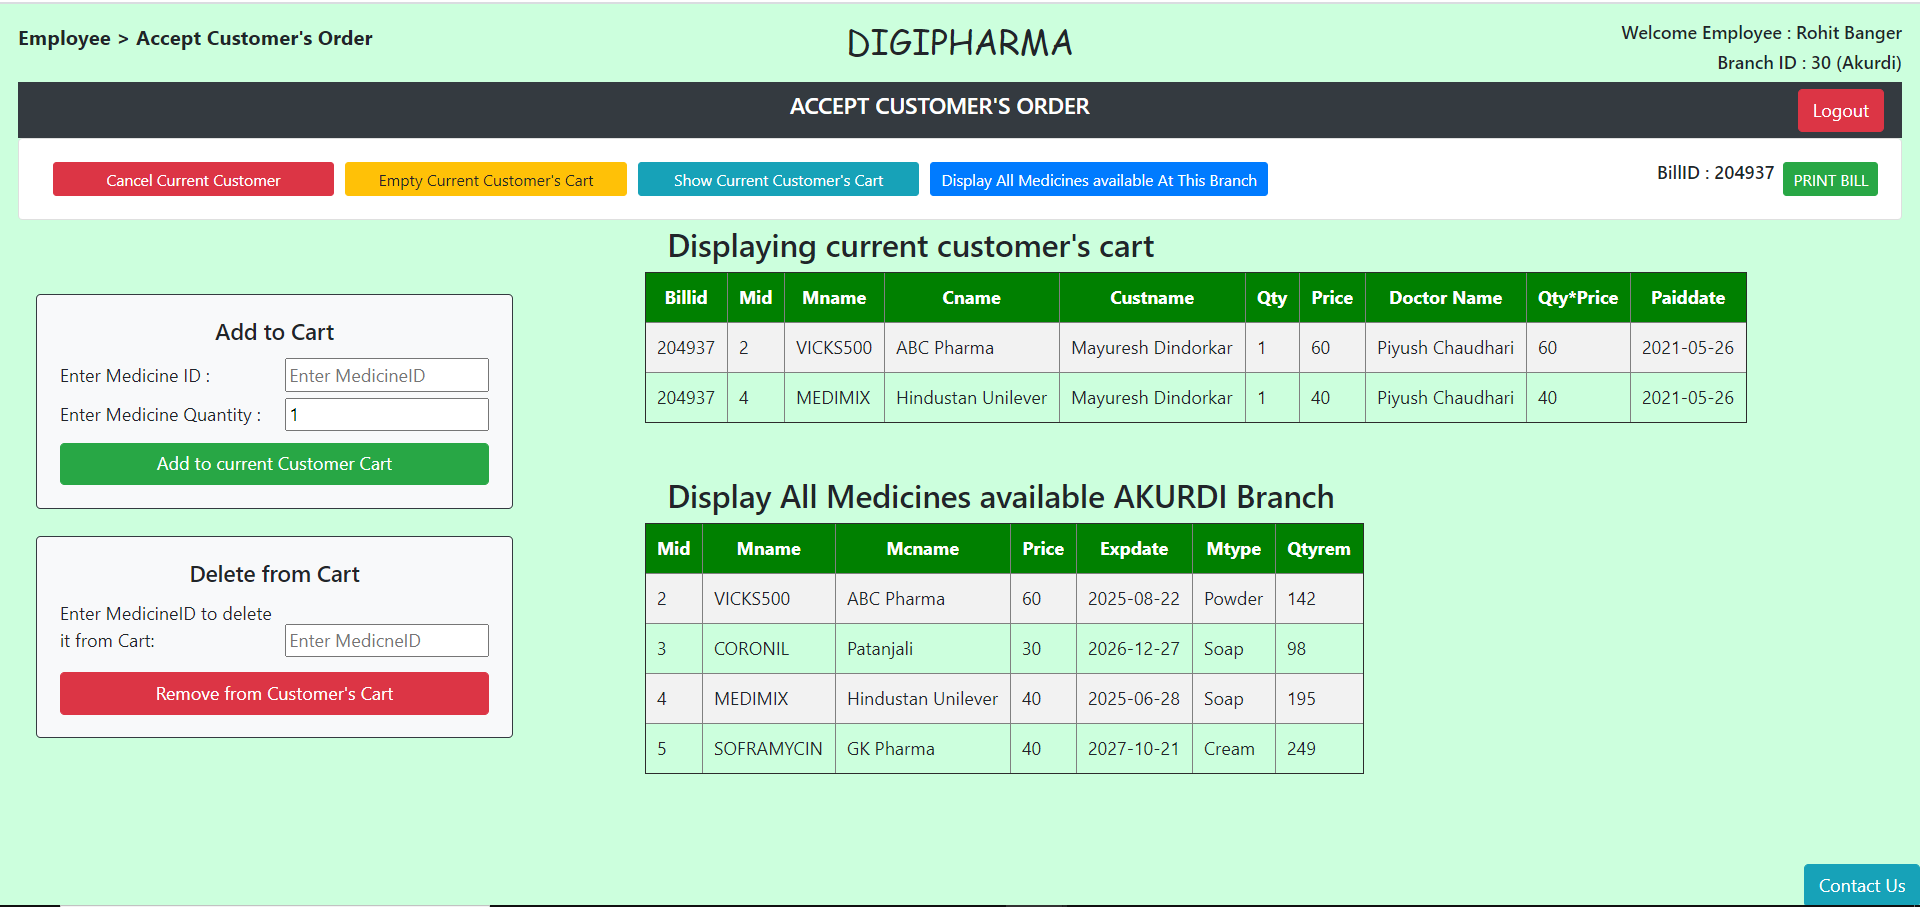 Employee > Accept Customer's Order
DIGIPHARMA
Welcome Employee : Rohit Banger
Branch ID : 30 (Akurdi)
ACCEPT CUSTOMER'S ORDER
Logout
Cancel Current Customer
Empty Current Customer's Cart
Show Current Customer's Cart
Display All Medicines available At This Branch
BillID : 204937
PRINT BILL
Add to Cart
Enter Medicine ID :
Enter MedicineID
Enter Medicine Quantity :
1
Add to current Customer Cart
Delete from Cart
Enter MedicineID to delete
it from Cart:
Enter MedicneID
Remove from Customer's Cart
Displaying current customer's cart
Billid Mid Mname Cname Custname Qty Price Doctor Name Qty*Price Paiddate
204937 2 VICKS500 ABC Pharma Mayuresh Dindorkar 1 60 Piyush Chaudhari 60 2021-05-26
204937 4 MEDIMIX Hindustan Unilever Mayuresh Dindorkar 1 40 Piyush Chaudhari 40 2021-05-26
Display All Medicines available AKURDI Branch
Mid Mname Mcname Price Expdate Mtype Qtyrem
2 VICKS500 ABC Pharma 60 2025-08-22 Powder 142
3 CORONIL Patanjali 30 2026-12-27 Soap 98
4 MEDIMIX Hindustan Unilever 40 2025-06-28 Soap 195
5 SOFRAMYCIN GK Pharma 40 2027-10-21 Cream 249
Contact Us